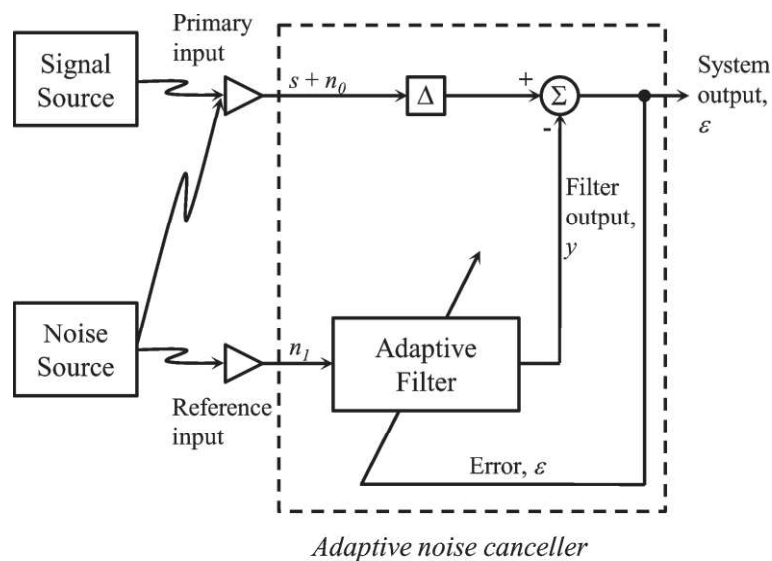 Primary
input
Signal
Source
s + n0
Δ
+
Σ
-
System
output,
ε
Filter
output,
y
Noise
Source
n1
Adaptive
Filter
Reference
input
Error, ε
Adaptive noise canceller